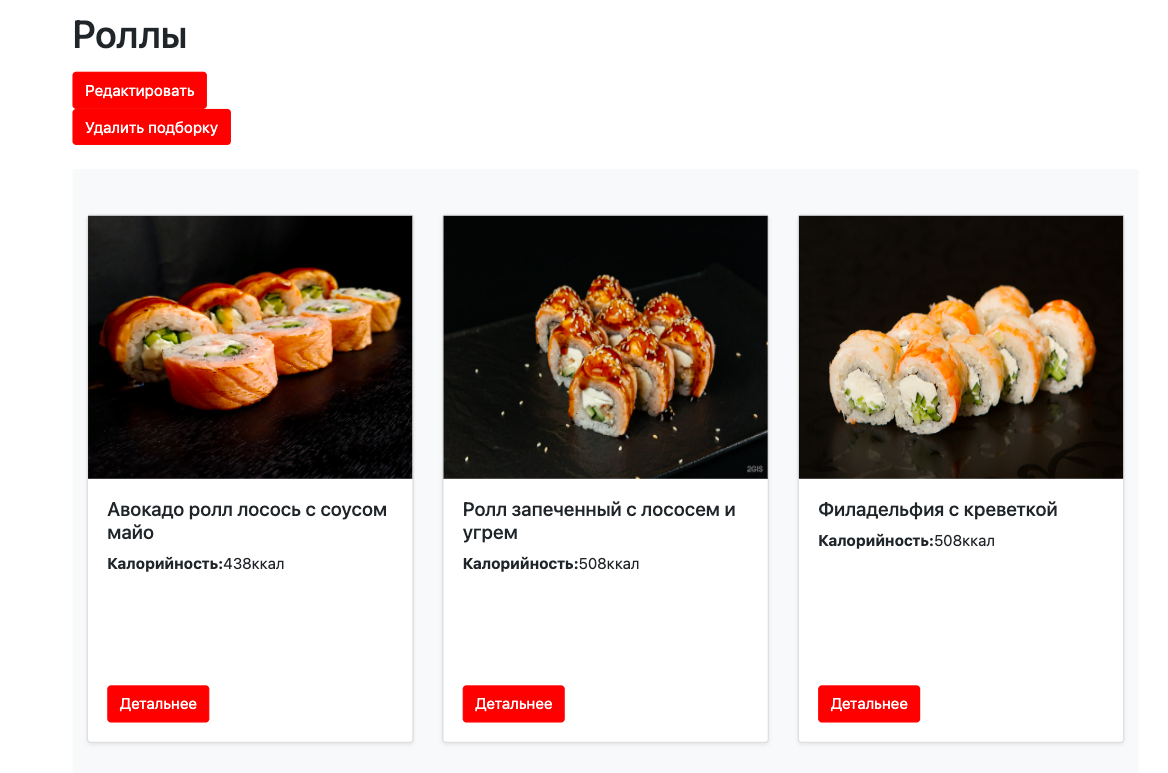 Роллы
Редактировать
Удалить подборку
2GIS
Авокадо ролл лосось с соусом
майо
Калорийность:438ккал
Детальнее
Ролл запеченный с лососем и
угрем
Калорийность:508ккал
Детальнее
Филадельфия с креветкой
Калорийность:508ккал
Детальнее